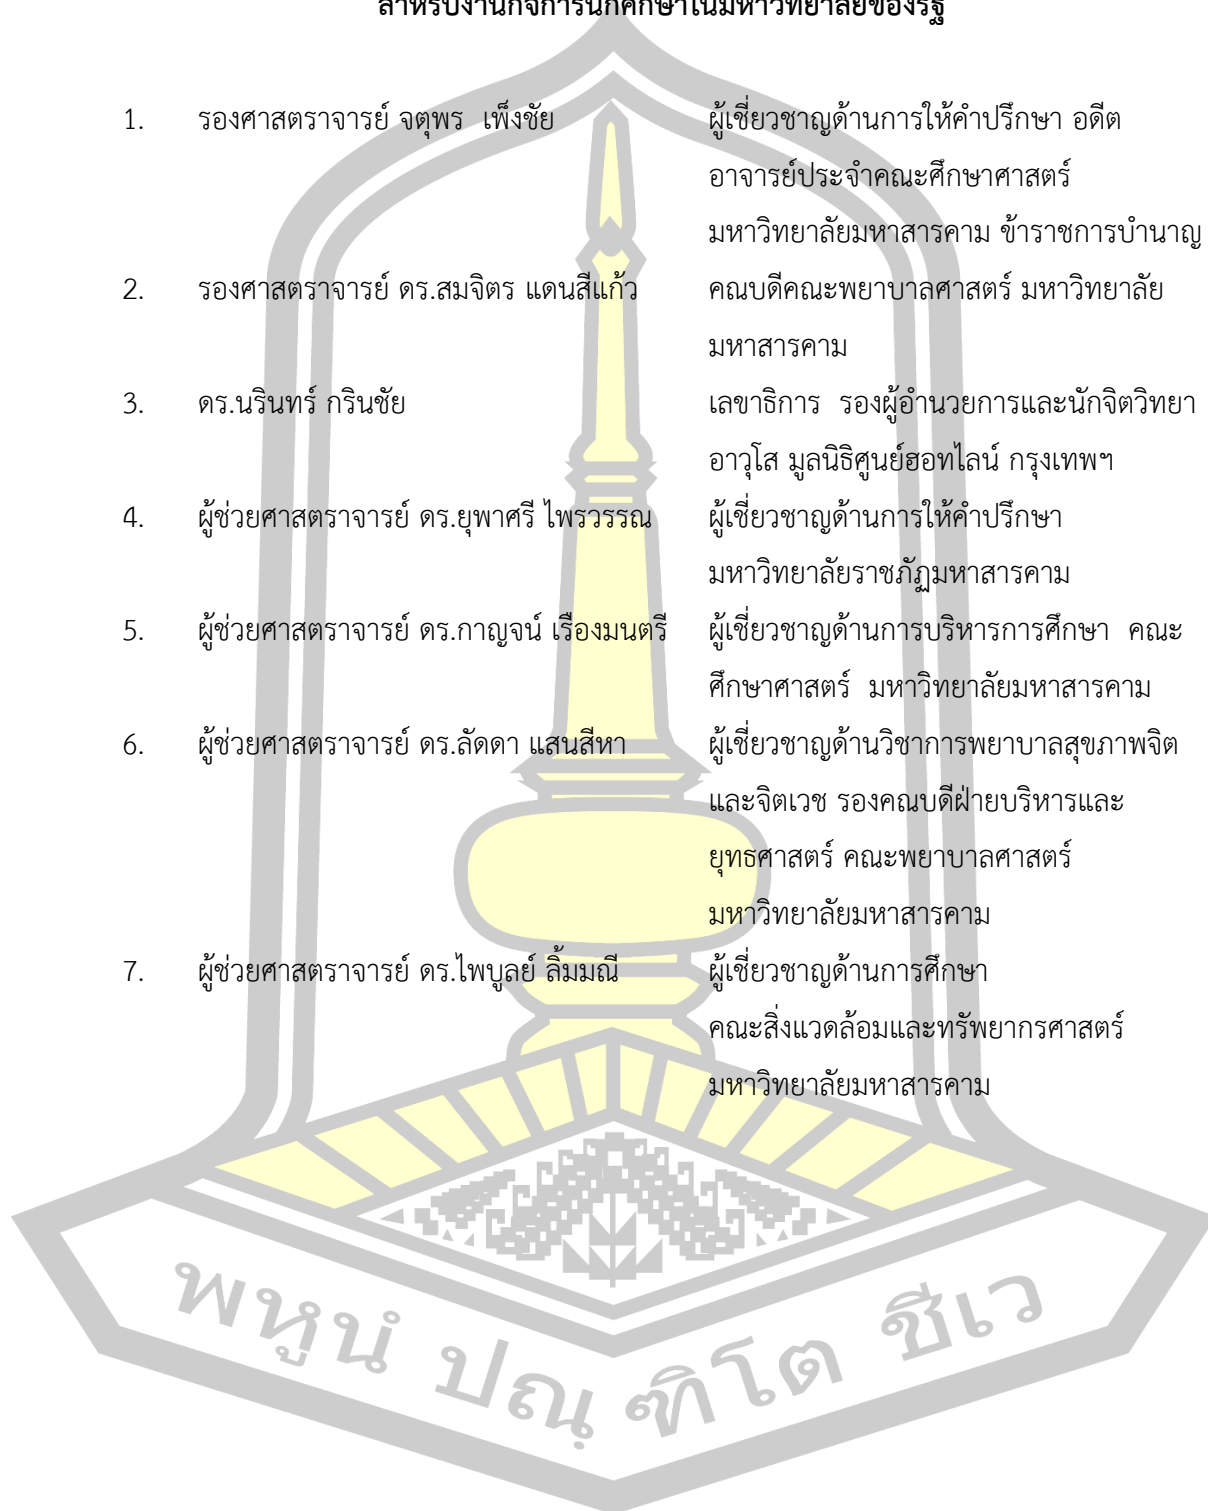 สำหรับงานกิจการนักศึกษาในมหาวิทยาลัยของรัฐ
1. รองศาสตราจารย์ จตุพร เพ็งชัย ผู้เชี่ยวชาญด้านการให้คำปรึกษา อดีต
อาจารย์ประจำคณะศึกษาศาสตร์
มหาวิทยาลัยมหาสารคาม ข้าราชการบำนาญ
2. รองศาสตราจารย์ ดร.สมจิตร แดนสีแก้ว คณบดีคณะพยาบาลศาสตร์ มหาวิทยาลัย
มหาสารคาม
3. ดร.นรินทร์ กรินชัย เลขาธิการ รองผู้อำนวยการและนักจิตวิทยา
อาวุโส มูลนิธิศูนย์ฮอทไลน์ กรุงเทพฯ
4. ผู้ช่วยศาสตราจารย์ ดร.ยุพาศรี ไพรวรรณ ผู้เชี่ยวชาญด้านการให้คำปรึกษา
มหาวิทยาลัยราชภัฏมหาสารคาม
5. ผู้ช่วยศาสตราจารย์ ดร.กาญจน์ เรืองมนตรี ผู้เชี่ยวชาญด้านการบริหารการศึกษา คณะ
ศึกษาศาสตร์ มหาวิทยาลัยมหาสารคาม
6. ผู้ช่วยศาสตราจารย์ ดร.ลัดดา แสนสีหา ผู้เชี่ยวชาญด้านวิชาการพยาบาลสุขภาพจิต
และจิตเวช รองคณบดีฝ่ายบริหารและ
ยุทธศาสตร์ คณะพยาบาลศาสตร์
มหาวิทยาลัยมหาสารคาม
7. ผู้ช่วยศาสตราจารย์ ดร.ไพบูลย์ ลิ้มมณี ผู้เชี่ยวชาญด้านการศึกษา
คณะสิ่งแวดล้อมและทรัพยากรศาสตร์
มหาวิทยาลัยมหาสารคาม
พหูนํ ปณฺ ฑิโต ชีเว